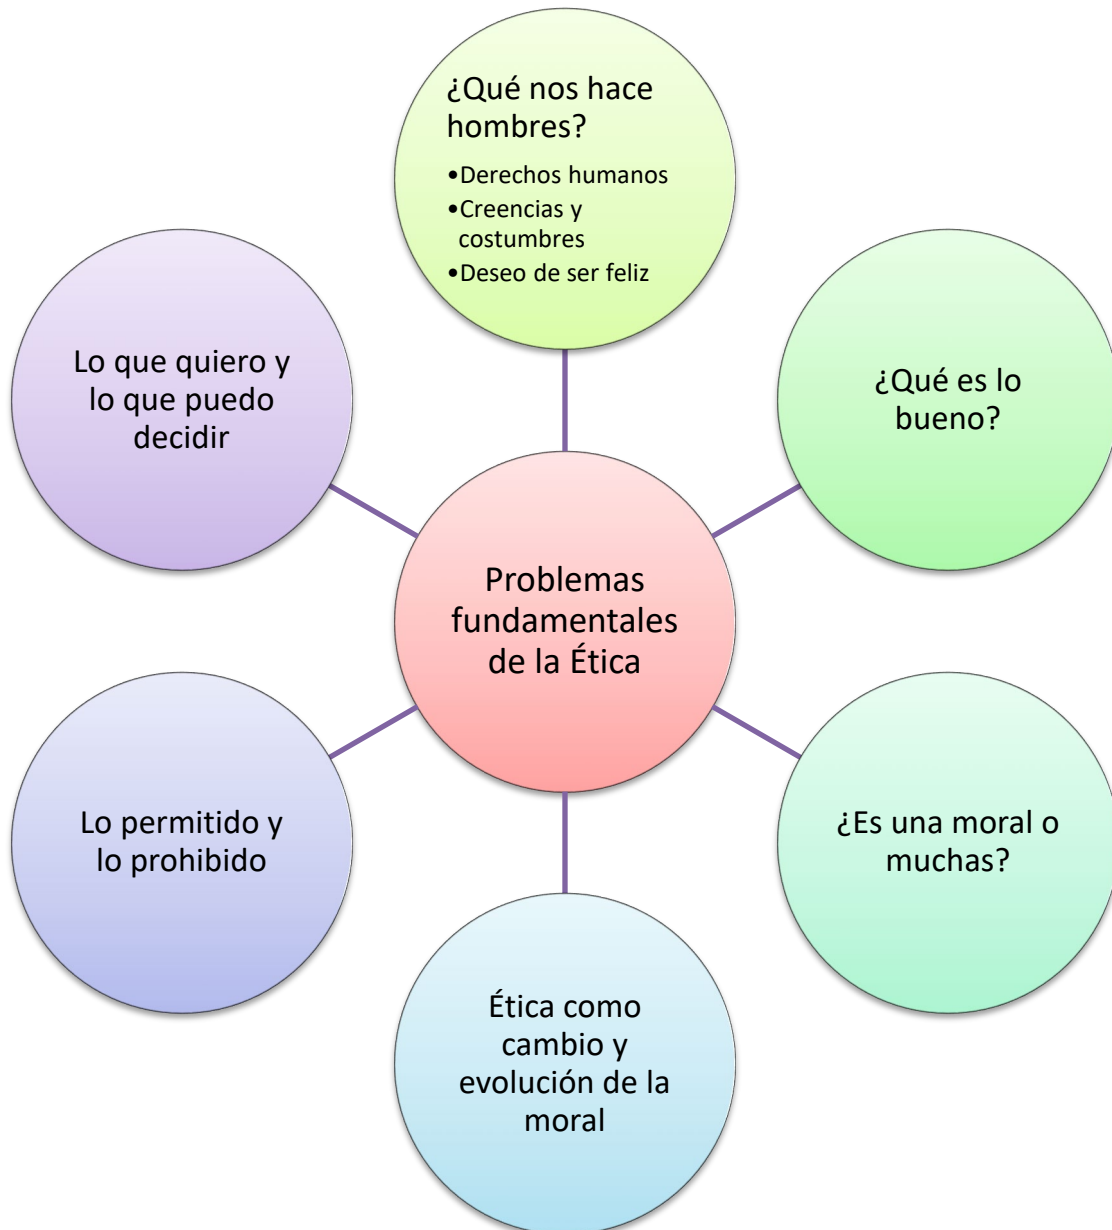 ¿Qué nos hace
hombres?
•Derechos humanos
•Creencias y
costumbres
•Deseo de ser feliz
¿Qué es lo
bueno?
¿Es una moral o
muchas?
Ética como
cambio y
evolución de la
moral
Lo permitido y
lo prohibido
Lo que quiero y
lo que puedo
decidir
Problemas
fundamentales
de la Ética